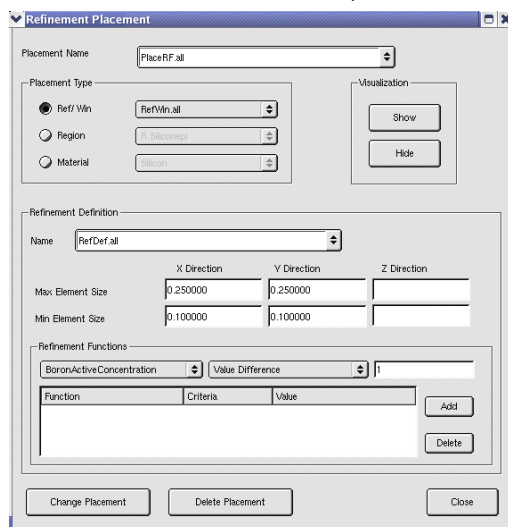 Refinement Placement
Placement Name PlaceRF.all
Placement Type
Visualization
Ref/ Win RefWin.all
Show
Region R.Siliconepi
Hide
Material Silicon
Refinement Definition
Name RefDef.all
X Direction Y Direction Z Direction
Max Element Size 0.250000 0.250000
Min Element Size 0.100000 0.100000
Refinement Functions
BoronActiveConcentration Value Difference 1
Function Criteria Value
Add
Delete
Change Placement Delete Placement Close